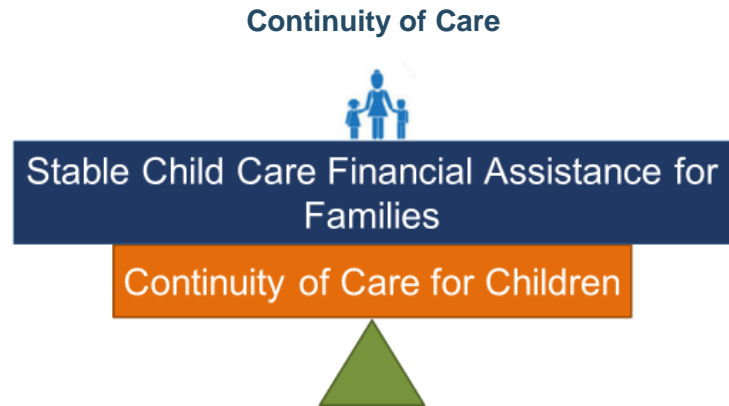 Continuity of Care
Stable Child Care Financial Assistance for
Families
Continuity of Care for Children